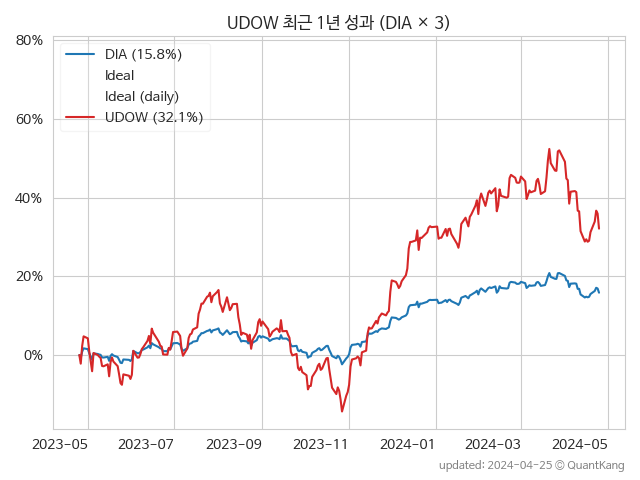 UDOW 최근 1년 성과 (DIA × 3)
80%
60%
40%
20%
0%
DIA (15.8%)
Ideal
Ideal (daily)
UDOW (32.1%)
2023-05 2023-07 2023-09 2023-11 2024-01 2024-03 2024-05
updated: 2024-04-25 © QuantKang